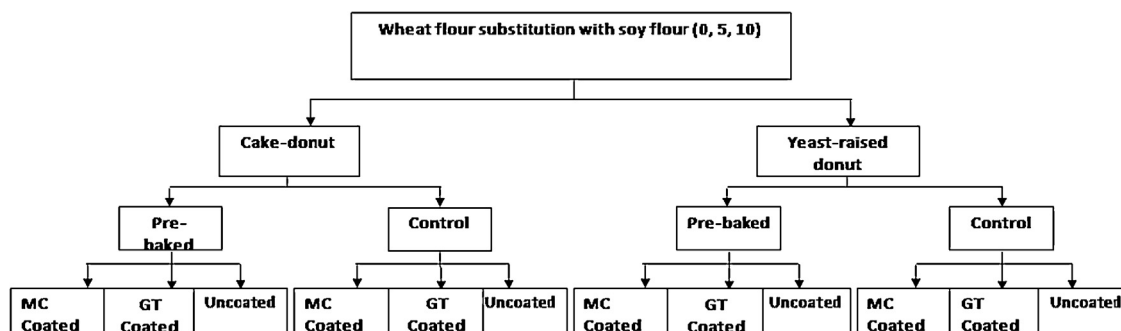 Wheat flour substitution with soy flour (0, 5, 10)
Cake-donut
Yeast-raised
donut
Pre-
baked
Control
Pre-baked
Control
MC
Coated
GT
Coated
Uncoated
MC
Coated
GT
Coated
Uncoated
MC
Coated
GT
Coated
Uncoated
MC
Coated
GT
Coated
Uncoated